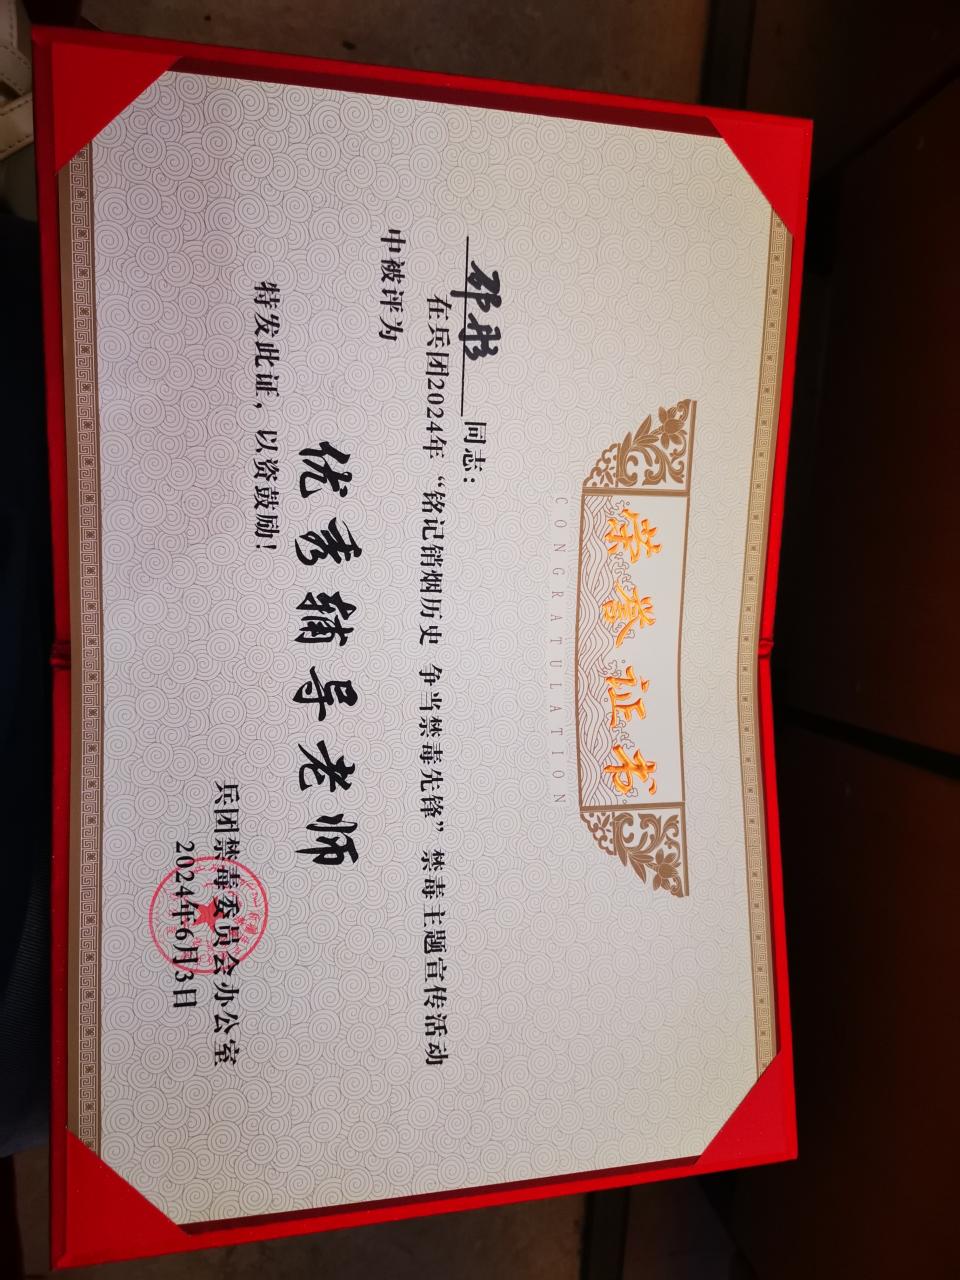 荣誉证书
CONGRATULATION
邵彤同志：
在兵团2024年“铭记销烟历史 争当禁毒先锋”禁毒主题宣传活动
中被评为
优秀辅导老师
特发此证，以资鼓励！
兵团禁毒委员会办公室
2024年6月3日